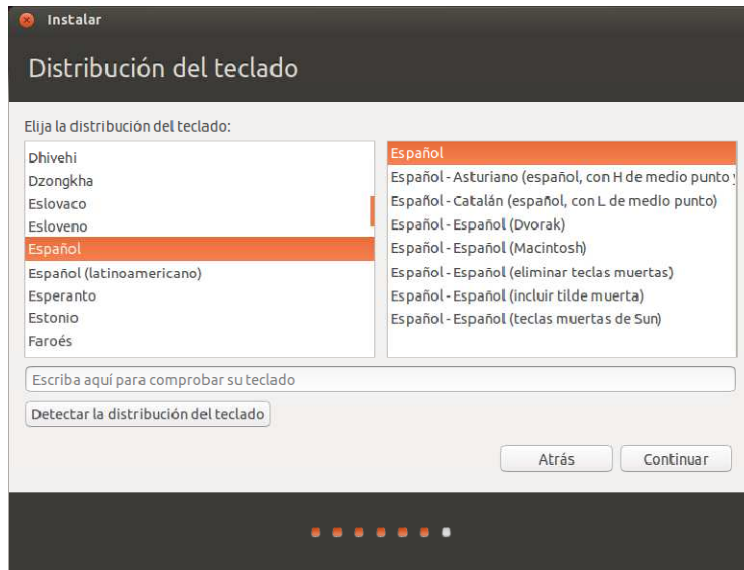 Instalar
Distribución del teclado
Elija la distribución del teclado:
Dhivehi
Dzongkha
Eslovaco
Esloveno
Español
Español (latinoamericano)
Esperanto
Estonio
Faroés
Español
Español - Asturiano (español, con H de medio punto y
Español - Catalán (español, con L de medio punto)
Español - Español (Dvorak)
Español - Español (Macintosh)
Español - Español (eliminar teclas muertas)
Español - Español (incluir tilde muerta)
Español - Español (teclas muertas de Sun)
Escriba aquí para comprobar su teclado
Detectar la distribución del teclado
Atrás
Continuar